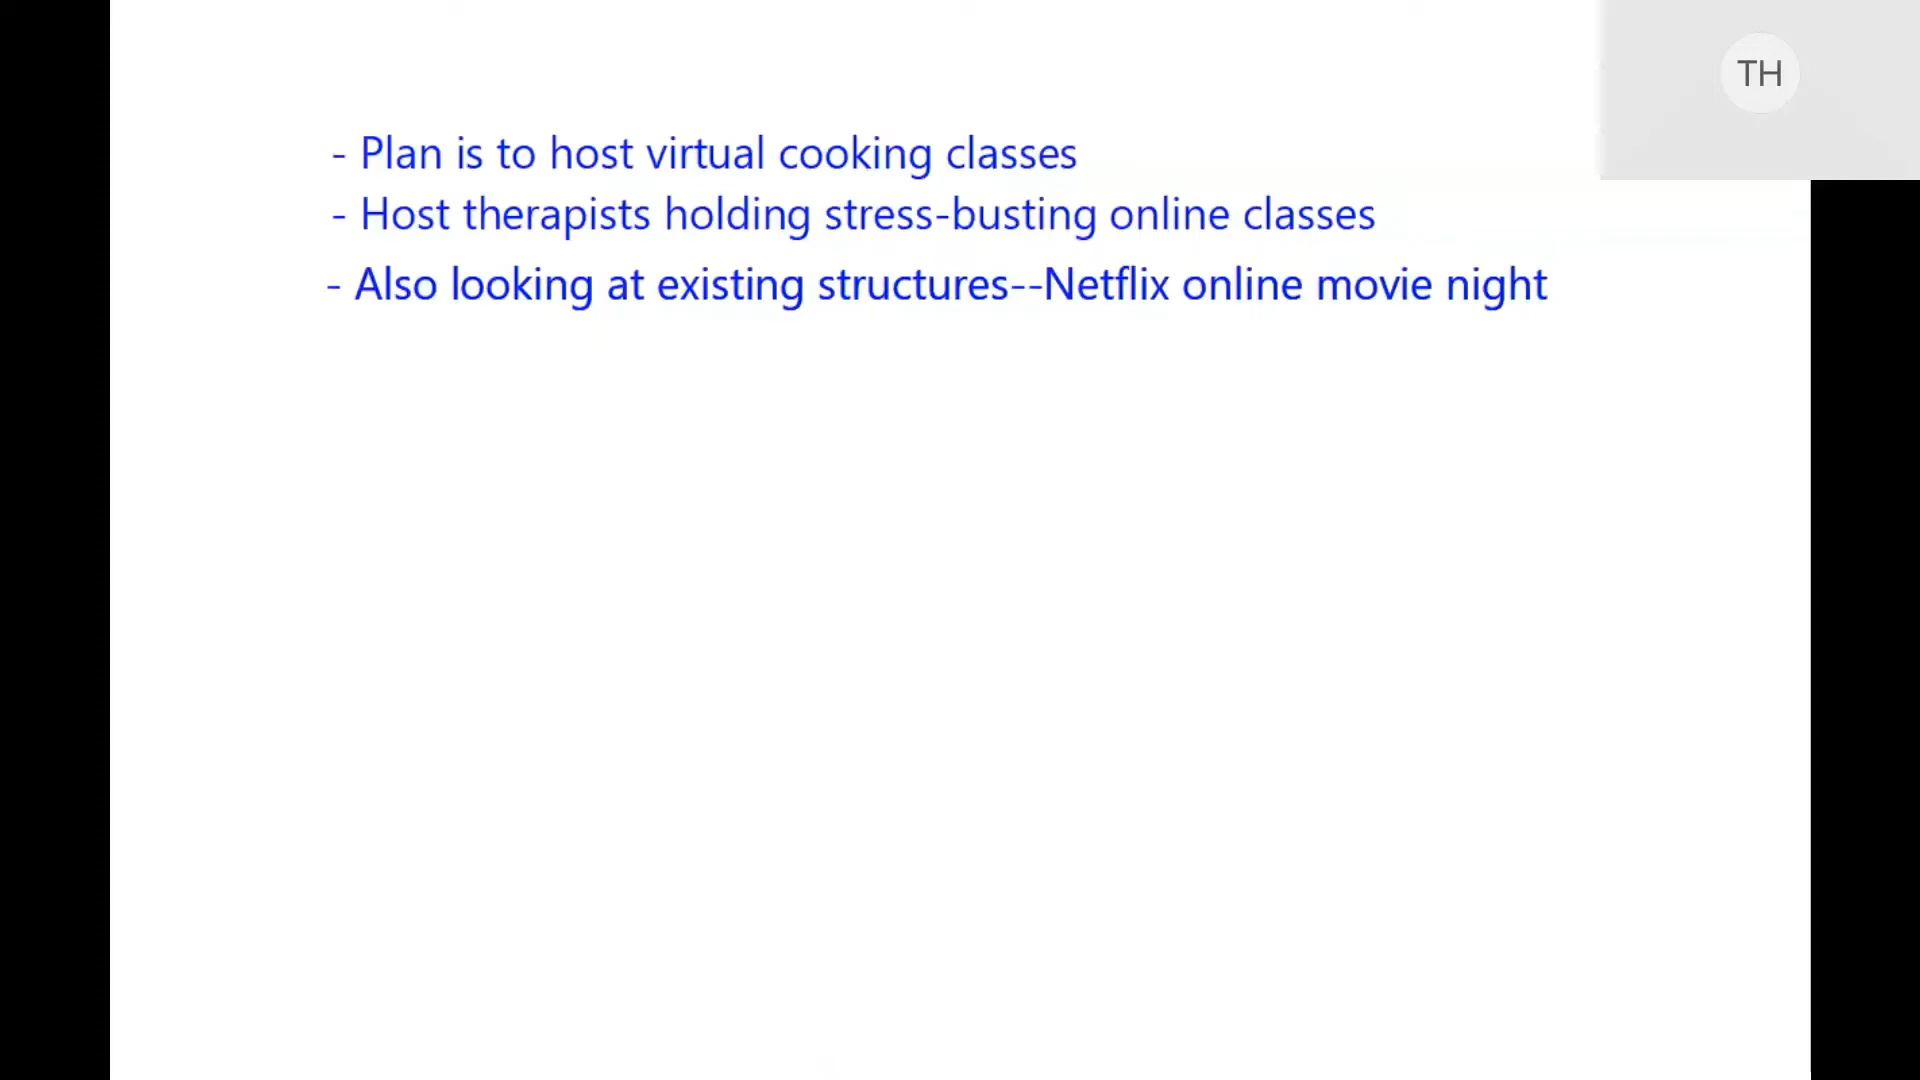 TH
- Plan is to host virtual cooking classes
- Host therapists holding stress-busting online classes
- Also looking at existing structures--Netflix online movie night